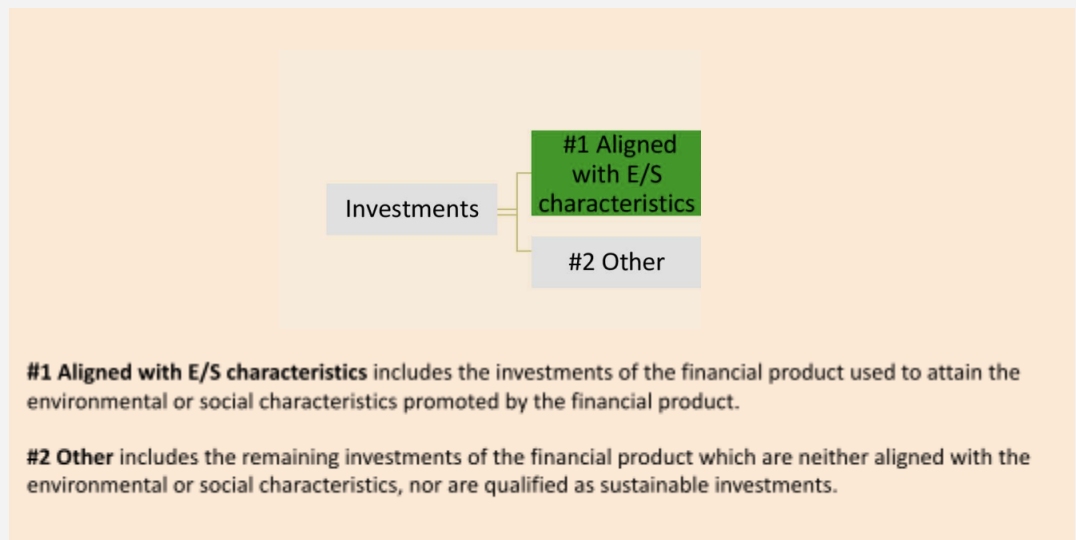 #1 Aligned
with E/S
characteristics
Investments
#2 Other
#1 Aligned with E/S characteristics includes the investments of the financial product used to attain the
environmental or social characteristics promoted by the financial product.
#2 Other includes the remaining investments of the financial product which are neither aligned with the
environmental or social characteristics, nor are qualified as sustainable investments.